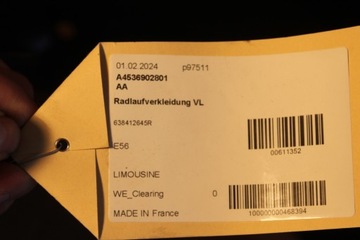 01.02.2024 p97511
A4536902801
AA
Radlaufverkleidung VL
638412645R
E56
00611352
LIMOUSINE
WE_Clearing 0
100000000468394
MADE IN France